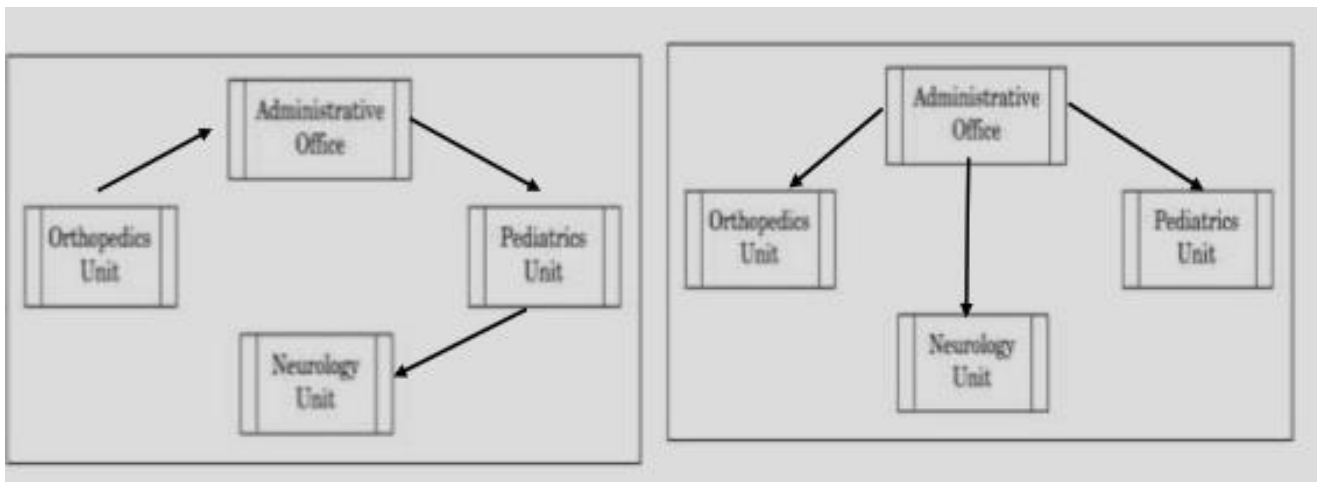 Administrative
Office
Orthopedics
Unit
Pediatrics
Unit
Neurology
Unit
Administrative
Office
Orthopedics
Unit
Pediatrics
Unit
Neurology
Unit